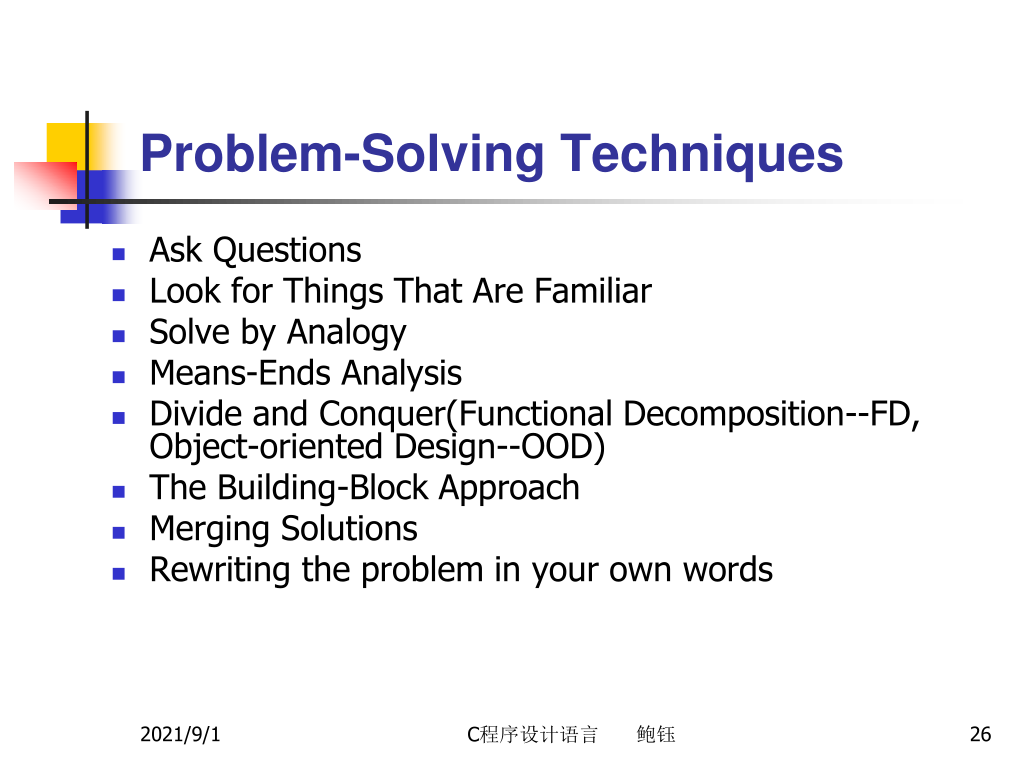 Problem-Solving Techniques
Ask Questions
Look for Things That Are Familiar
Solve by Analogy
Means-Ends Analysis
Divide and Conquer(Functional Decomposition--FD,
Object-oriented Design--OOD)
The Building-Block Approach
Merging Solutions
Rewriting the problem in your own words
2021/9/1 C程序设计语言 鲍钰 26